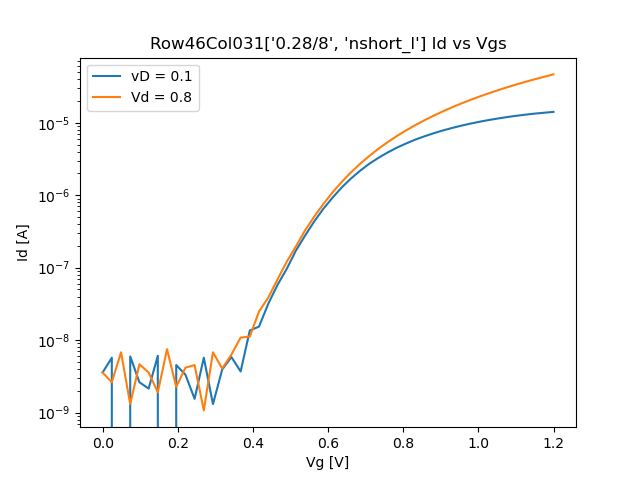 Row46Col031['0.28/8', 'nshort_l'] Id vs Vgs
vD = 0.1
Vd = 0.8
Id [A]
10⁻⁵
10⁻⁶
10⁻⁷
10⁻⁸
10⁻⁹
0.0 0.2 0.4 0.6 0.8 1.0 1.2
Vg [V]